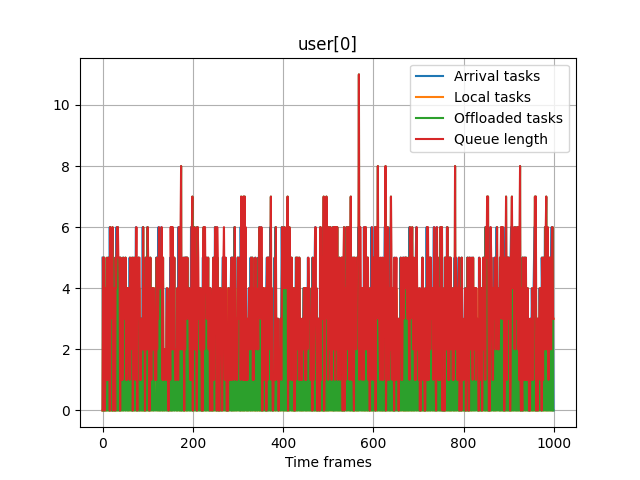 user[0]
Arrival tasks
Local tasks
Offloaded tasks
Queue length
10
8
6
4
2
0
0 200 400 600 800 1000
Time frames